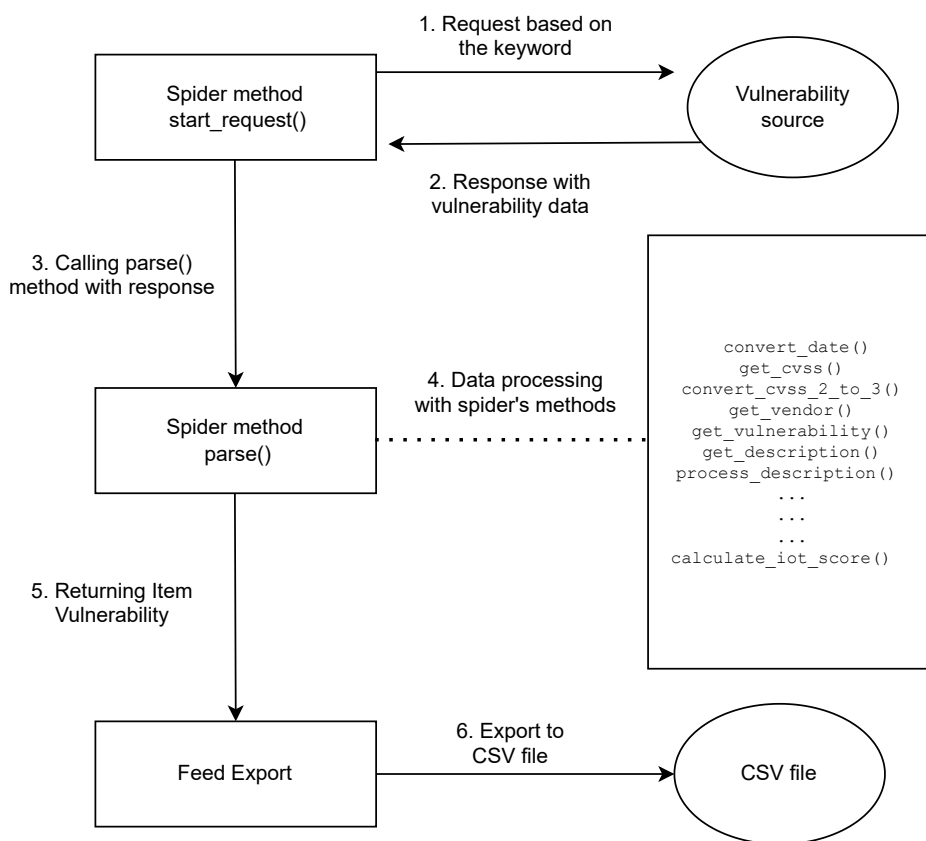 1. Request based on
the keyword
Spider method
start_request()
Vulnerability
source
2. Response with
vulnerability data
3. Calling parse()
method with response
4. Data processing
with spider's methods
Spider method
parse()
convert_date()
get_cvss()
convert_cvss_2_to_3()
get_vendor()
get_vulnerability()
get_description()
process_description()
...
...
...
calculate_iot_score()
5. Returning Item
Vulnerability
Feed Export
6. Export to
CSV file
CSV file